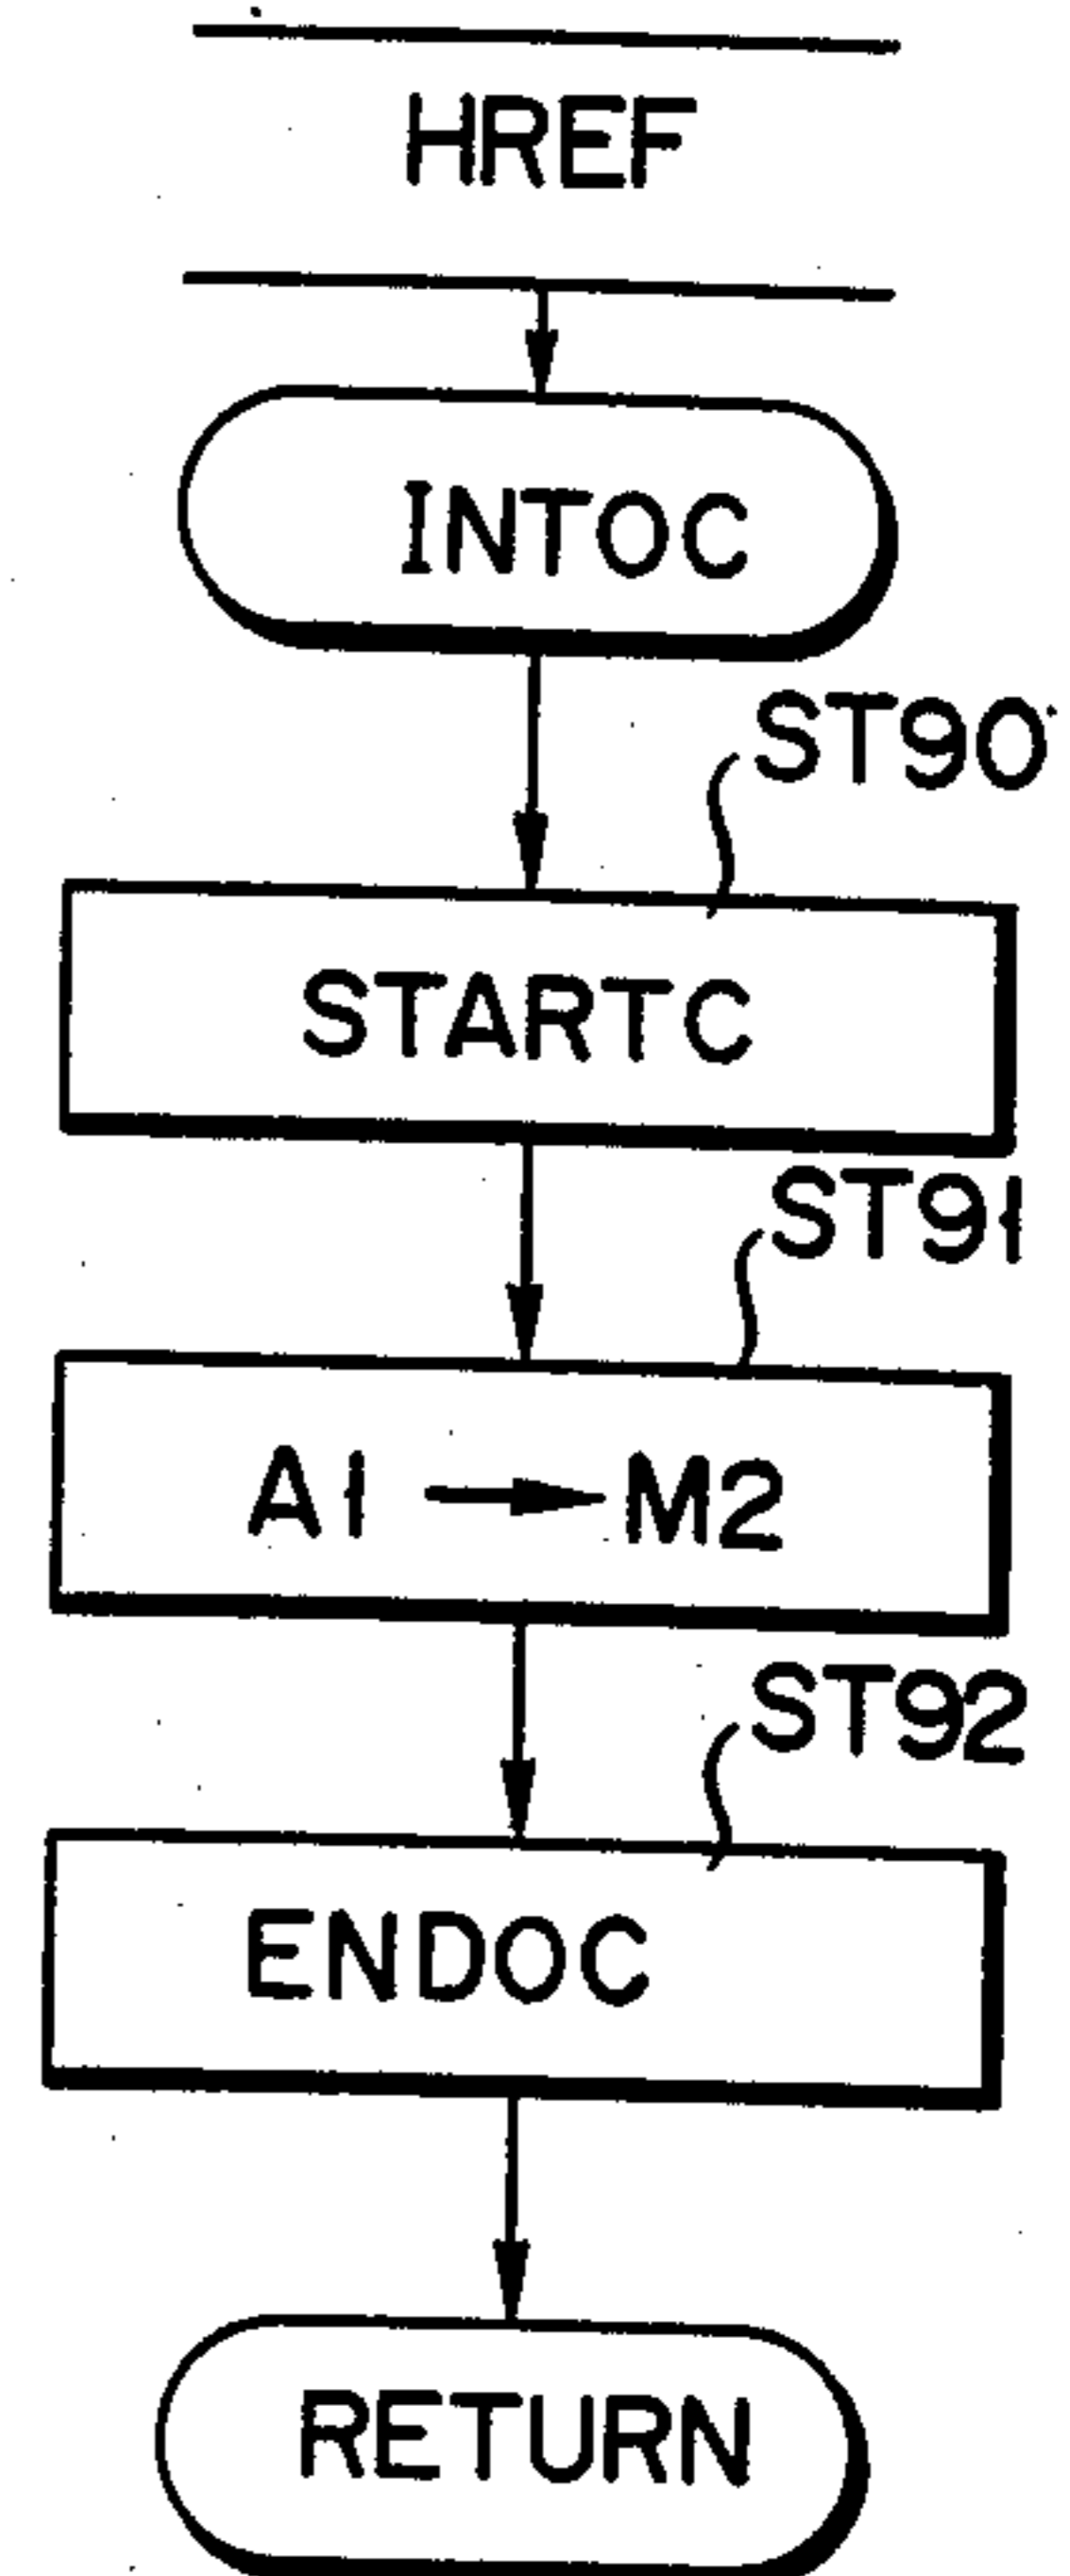 HREF
INTOC
ST90
STARTC
ST91
A1 → M2
ST92
ENDOC
RETURN